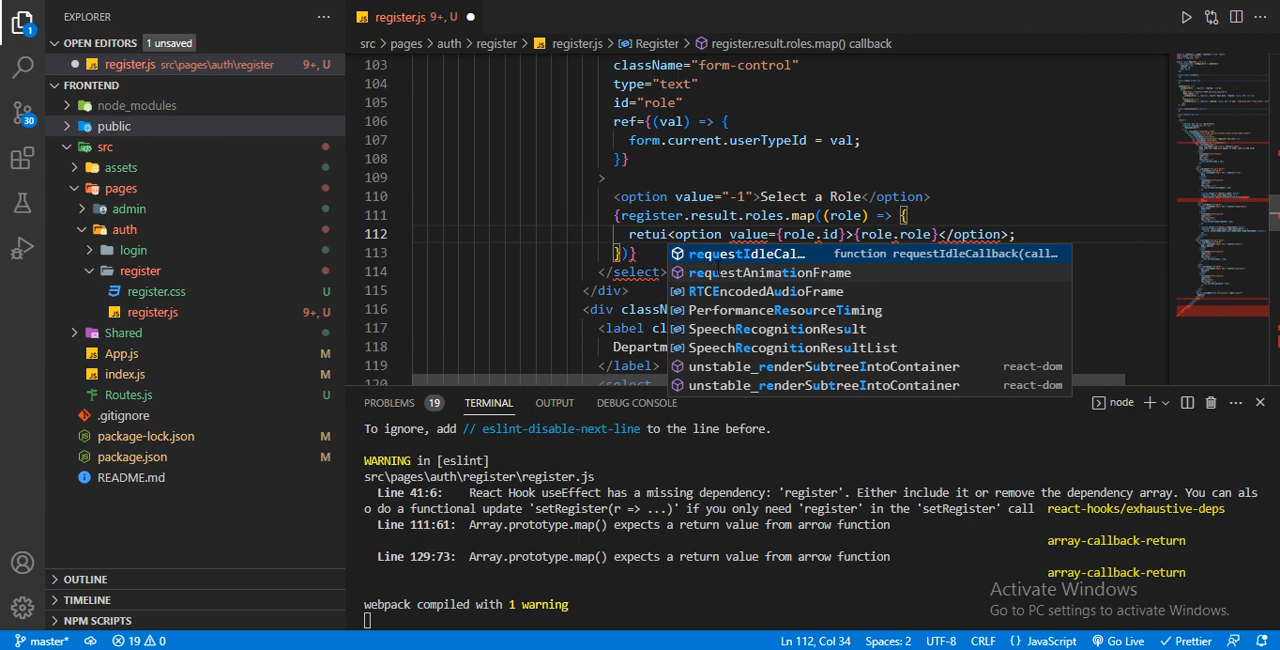 EXPLORER
···
register.js 9+, U
src > pages > auth > register > register.js > Register > register.result.roles.map() callback
1
OPEN EDITORS 1 unsaved
register.js src\pages\auth\register 9+, U
FRONTEND
node_modules
public
src
assets
pages
admin
auth
login
register
register.css U
register.js 9+, U
Shared
App.js M
index.js M
Routes.js U
.gitignore
package-lock.json M
package.json M
README.md
OUTLINE
TIMELINE
NPM SCRIPTS
30
103 className="form-control"
104 type="text"
105 id="role"
106 ref={(val) => {
107 form.current.userTypeId = val;
108 }}
109 >
110 <option value="-1">Select a Role</option>
111 {register.result.roles.map((role) => {
112 retui<option value={role.id}>{role.role}</option>;
113 })}
114 </select>
115 </div>
116 <div classN
117 <label cl
118 Departm
119 </label>
120 <select
requestIdleCal… function requestIdleCallback(call…
requestAnimationFrame
RTCEncodedAudioFrame
PerformanceResourceTiming
SpeechRecognitionResult
SpeechRecognitionResultList
unstable_renderSubtreeIntoContainer react-dom
unstable_renderSubtreeIntoContainer react-dom
PROBLEMS 19 TERMINAL OUTPUT DEBUG CONSOLE node
To ignore, add // eslint-disable-next-line to the line before.
WARNING in [eslint]
src\pages\auth\register\register.js
Line 41:6: React Hook useEffect has a missing dependency: 'register'. Either include it or remove the dependency array. You can als
o do a functional update 'setRegister(r => ...)' if you only need 'register' in the 'setRegister' call react-hooks/exhaustive-deps
Line 111:61: Array.prototype.map() expects a return value from arrow function
array-callback-return
Line 129:73: Array.prototype.map() expects a return value from arrow function
array-callback-return
webpack compiled with 1 warning
Activate Windows
Go to PC settings to activate Windows.
master* 19 0 Ln 112, Col 34 Spaces: 2 UTF-8 CRLF {} JavaScript Go Live Prettier